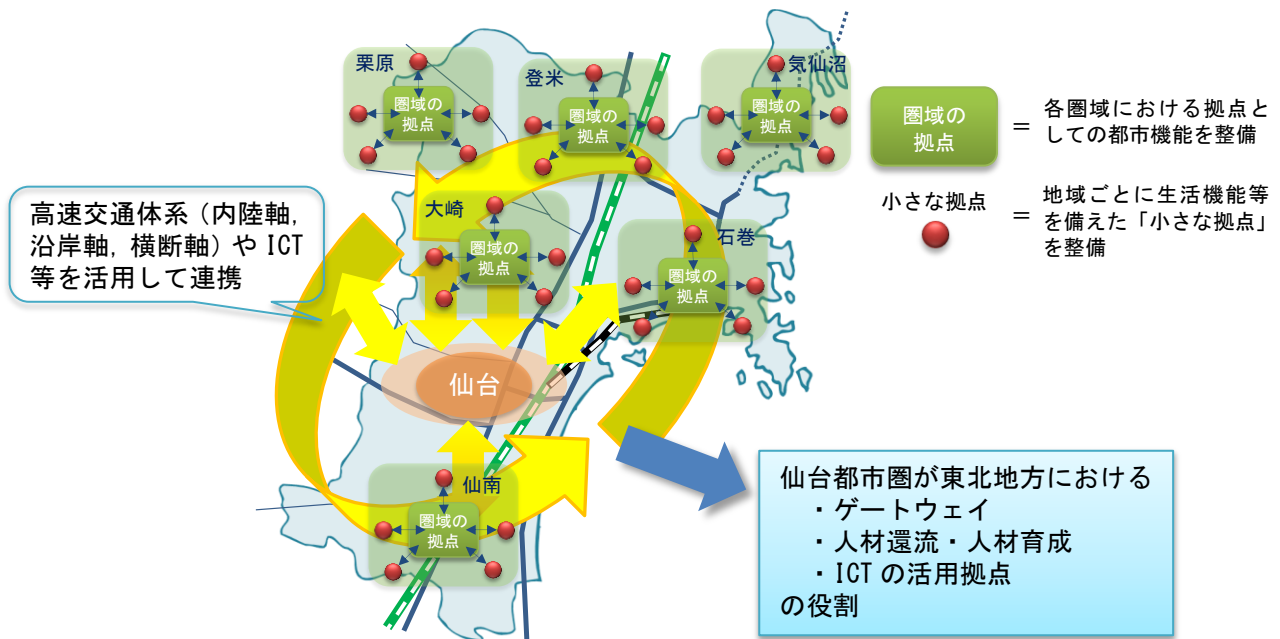 栗原
圏域の
拠点
登米
圏域の
拠点
気仙沼
圏域の
拠点
圏域の
拠点
=
各圏域における拠点と
しての都市機能を整備
小さな拠点
=
地域ごとに生活機能等
を備えた「小さな拠点」
を整備
高速交通体系（内陸軸，
沿岸軸，横断軸）や ICT
等を活用して連携
大崎
圏域の
拠点
石巻
圏域の
拠点
仙台
仙南
圏域の
拠点
仙台都市圏が東北地方における
・ゲートウェイ
・人材還流・人材育成
・ICT の活用拠点
の役割